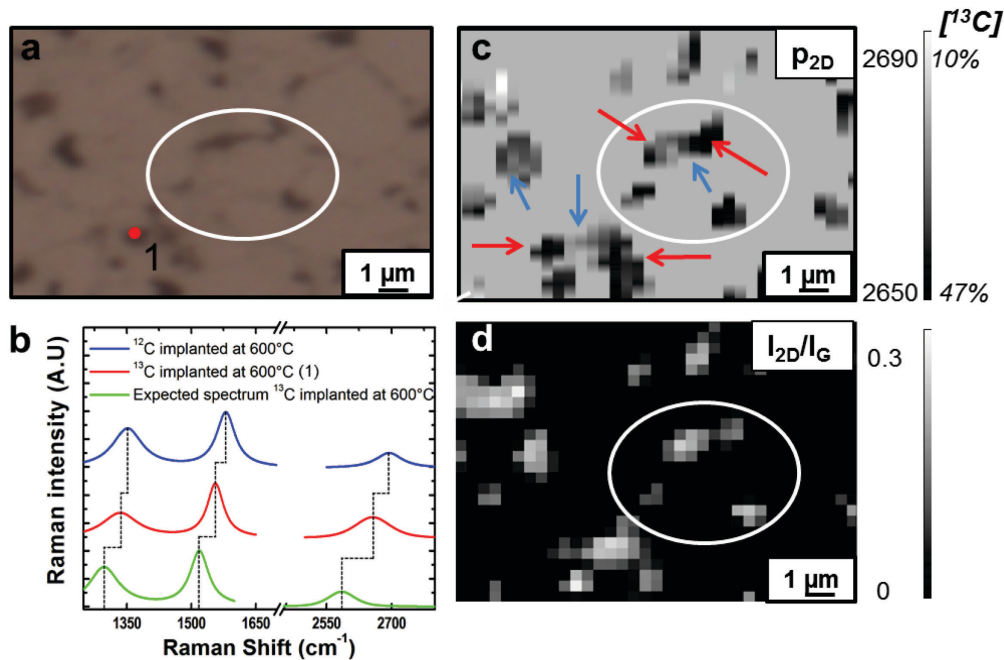 a
1
1 µm
c
p2D
[¹³C]
2690
10%
2650
47%
1 µm
b
¹²C implanted at 600°C
¹³C implanted at 600°C (1)
Expected spectrum ¹³C implanted at 600°C
Raman intensity (A.U)
1350
1500
1650
2550
2700
Raman Shift (cm⁻¹)
d
I2D/IG
0.3
0
1 µm